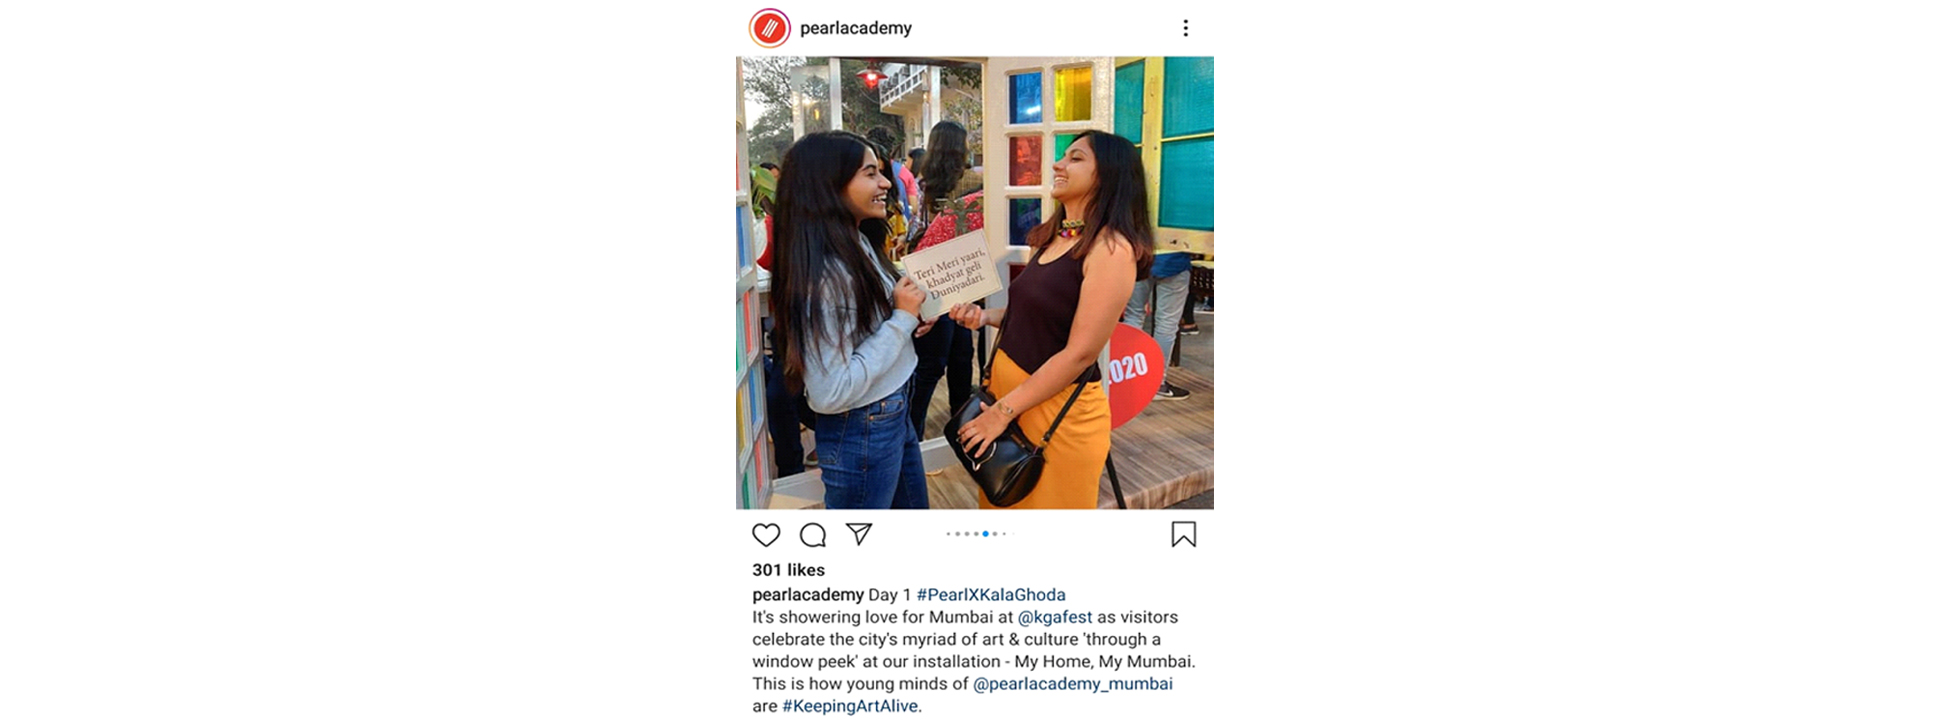 pearlacademy
Teri Meri yaari,
khadyat geli
Duniyadari.
2020
301 likes
pearlacademy Day 1 #PearlXKalaGhoda
It's showering love for Mumbai at @kgafest as visitors
celebrate the city's myriad of art & culture 'through a
window peek' at our installation - My Home, My Mumbai.
This is how young minds of @pearlacademy_mumbai
are #KeepingArtAlive.